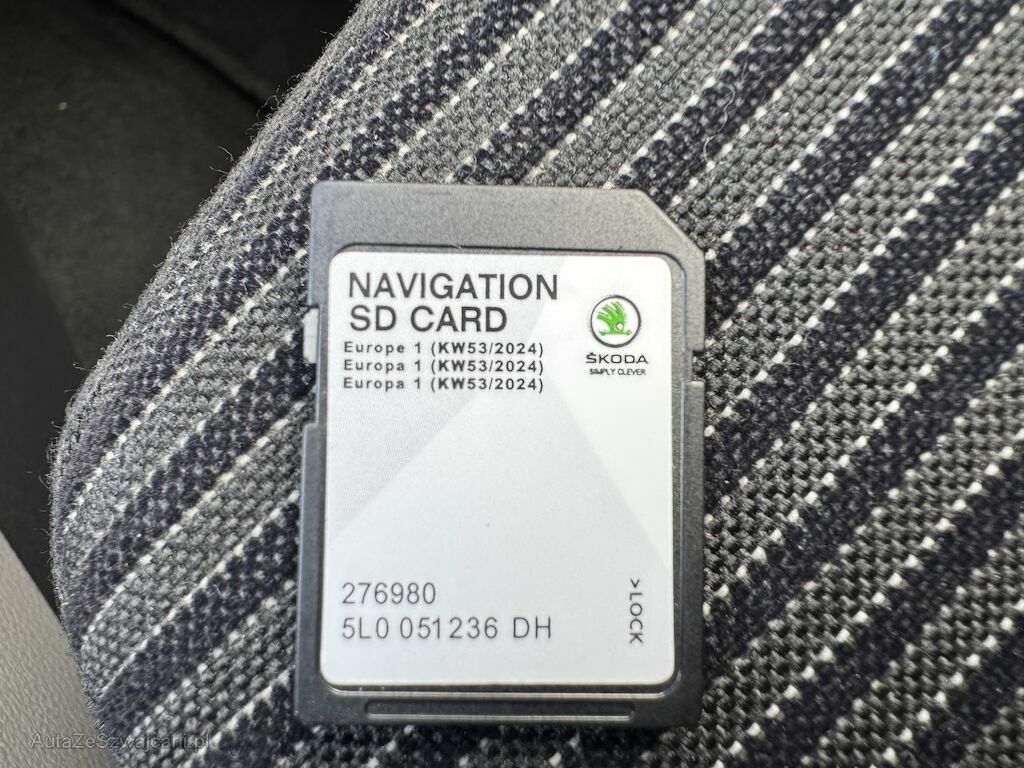 NAVIGATION
SD CARD
Europe 1 (KW53/2024)
Europe 1 (KW53/2024)
Europa 1 (KW53/2024)
ŠKODA
SIMPLY CLEVER
276980
5L0 051236 DH
>LOCK
AutaZeSzwajcarii.pl